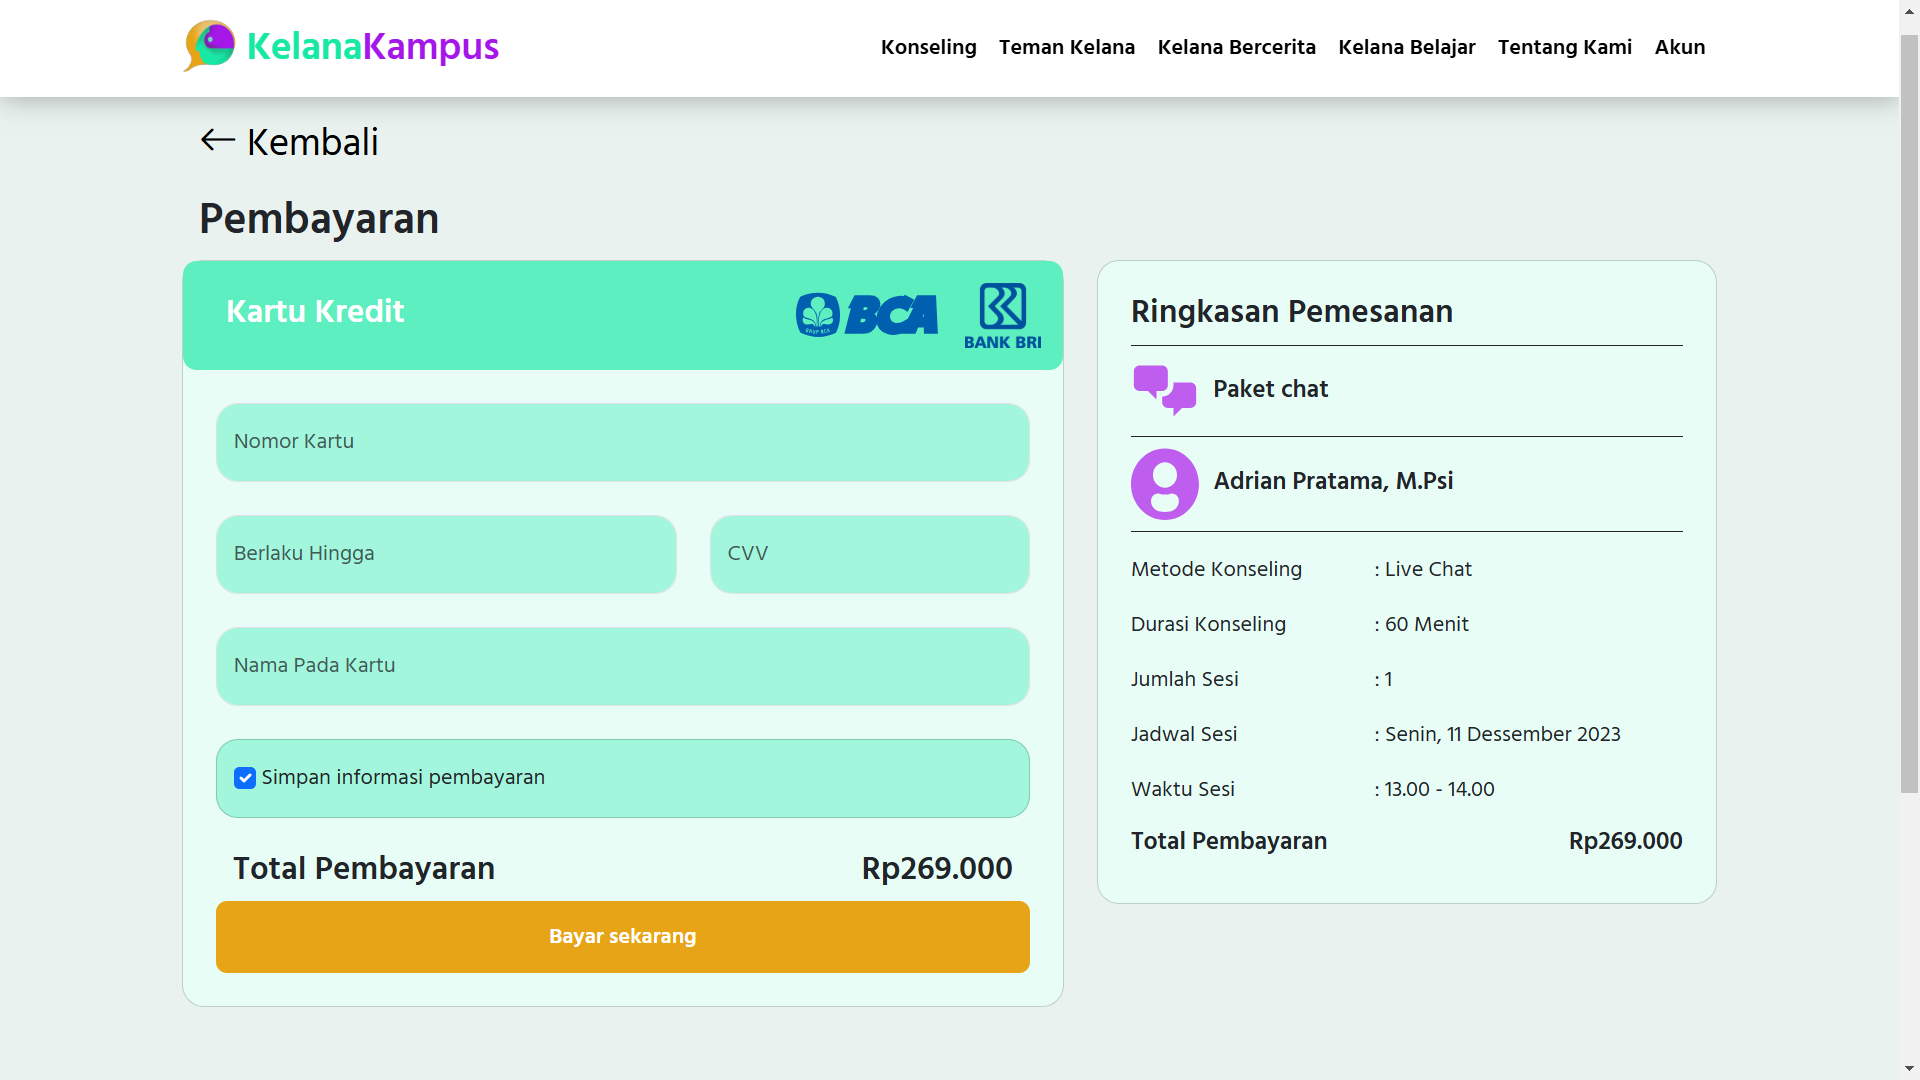 KelanaKampus
Konseling Teman Kelana Kelana Bercerita Kelana Belajar Tentang Kami Akun
Kembali
Pembayaran
Kartu Kredit
BCA
BANK BRI
Nomor Kartu
Berlaku Hingga
CVV
Nama Pada Kartu
Simpan informasi pembayaran
Total Pembayaran Rp269.000
Bayar sekarang
Ringkasan Pemesanan
Paket chat
Adrian Pratama, M.Psi
Metode Konseling : Live Chat
Durasi Konseling : 60 Menit
Jumlah Sesi : 1
Jadwal Sesi : Senin, 11 Dessember 2023
Waktu Sesi : 13.00 - 14.00
Total Pembayaran Rp269.000